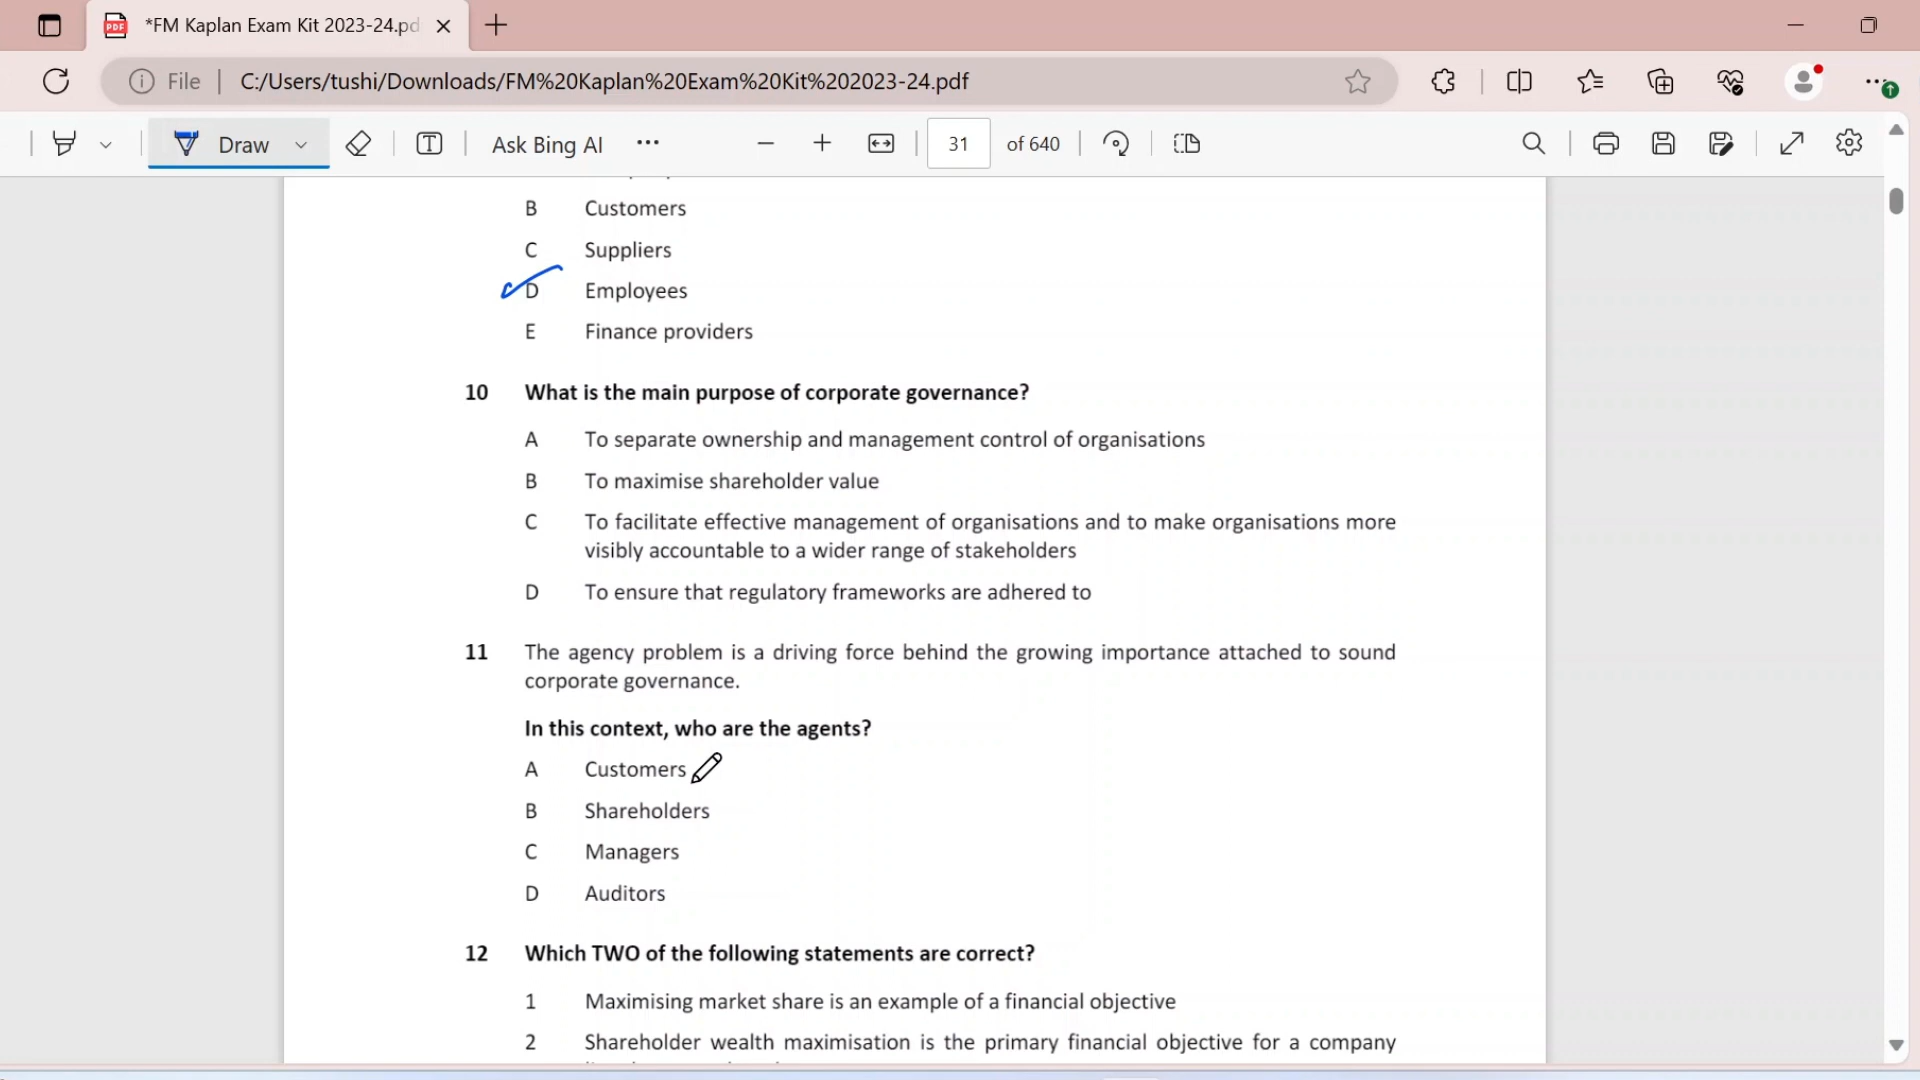 *FM Kaplan Exam Kit 2023-24.pd
File C:/Users/tushi/Downloads/FM%20Kaplan%20Exam%20Kit%202023-24.pdf
Draw Ask Bing AI 31 of 640
B Customers
C Suppliers
D Employees
E Finance providers
10 What is the main purpose of corporate governance?
A To separate ownership and management control of organisations
B To maximise shareholder value
C To facilitate effective management of organisations and to make organisations more
visibly accountable to a wider range of stakeholders
D To ensure that regulatory frameworks are adhered to
11 The agency problem is a driving force behind the growing importance attached to sound
corporate governance.
In this context, who are the agents?
A Customers
B Shareholders
C Managers
D Auditors
12 Which TWO of the following statements are correct?
1 Maximising market share is an example of a financial objective
2 Shareholder wealth maximisation is the primary financial objective for a company